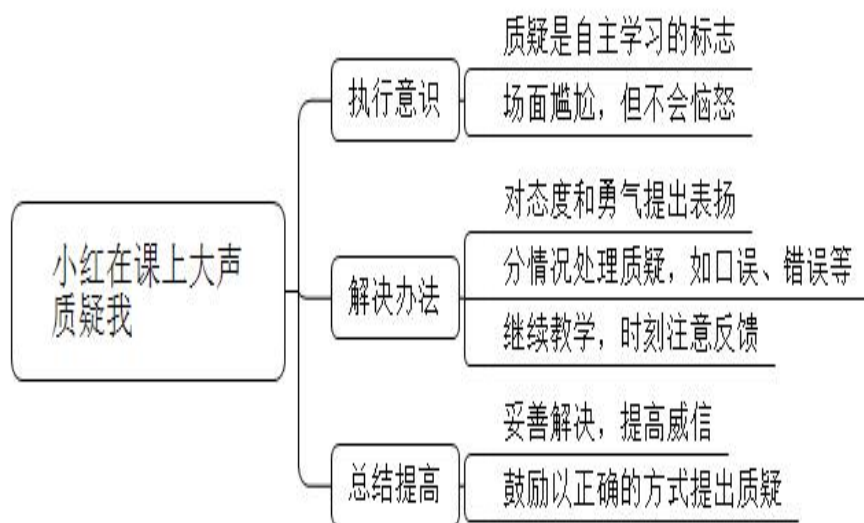 小红在课上大声
质疑我
执行意识
质疑是自主学习的标志
场面尴尬，但不会恼怒
解决办法
对态度和勇气提出表扬
分情况处理质疑，如口误、错误等
继续教学，时刻注意反馈
总结提高
妥善解决，提高威信
鼓励以正确的方式提出质疑